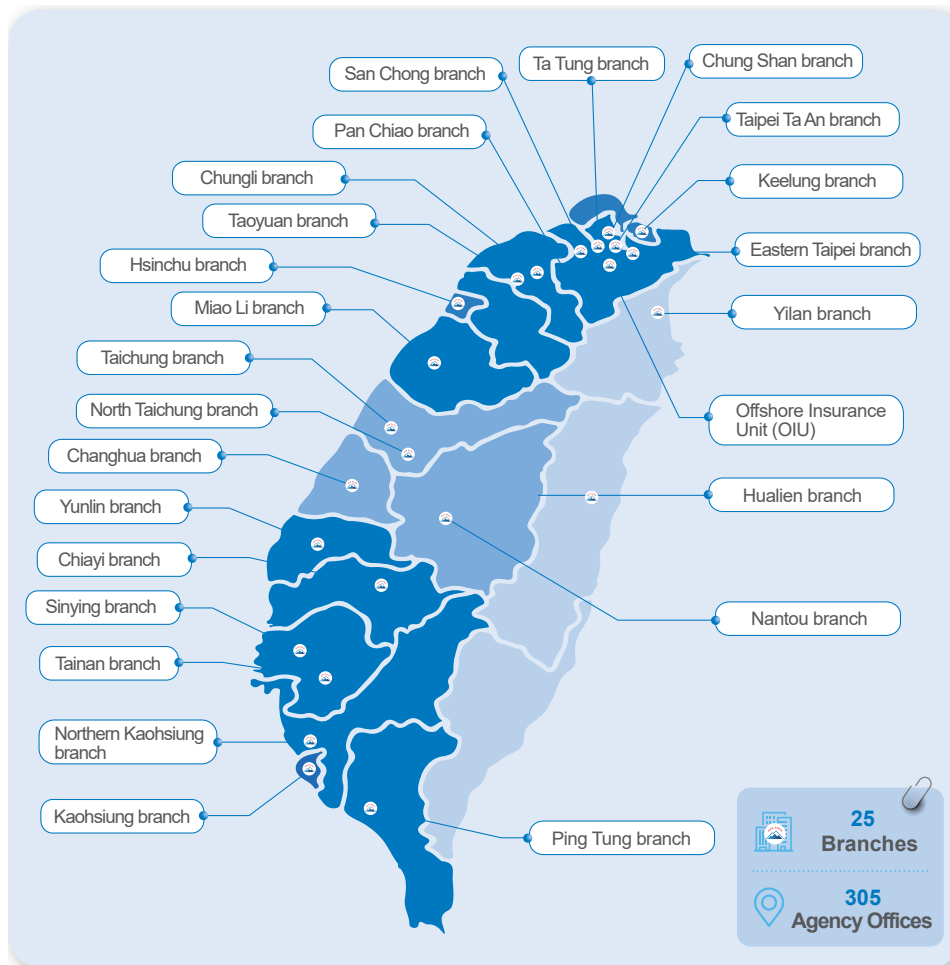 San Chong branch
Ta Tung branch
Chung Shan branch
Pan Chiao branch
Taipei Ta An branch
Chungli branch
Keelung branch
Taoyuan branch
Eastern Taipei branch
Hsinchu branch
Miao Li branch
Yilan branch
Taichung branch
North Taichung branch
Offshore Insurance
Unit (OIU)
Changhua branch
Hualien branch
Yunlin branch
Chiayi branch
Sinying branch
Nantou branch
Tainan branch
Northern Kaohsiung
branch
Kaohsiung branch
Ping Tung branch
25
Branches
305
Agency Offices